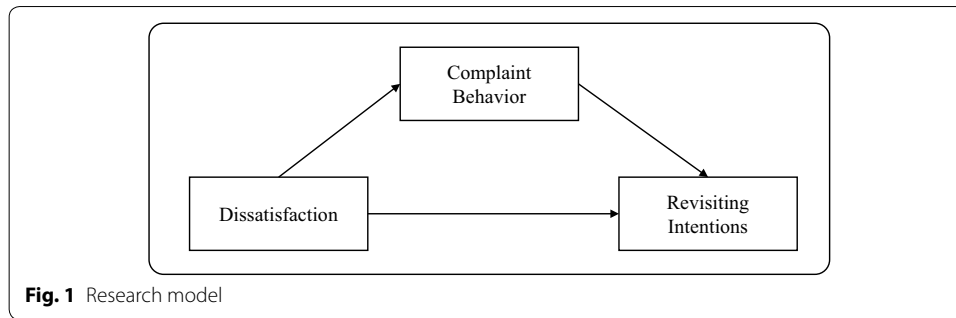 Complaint
Behavior
Dissatisfaction
Revisiting
Intentions
Fig. 1 Research model